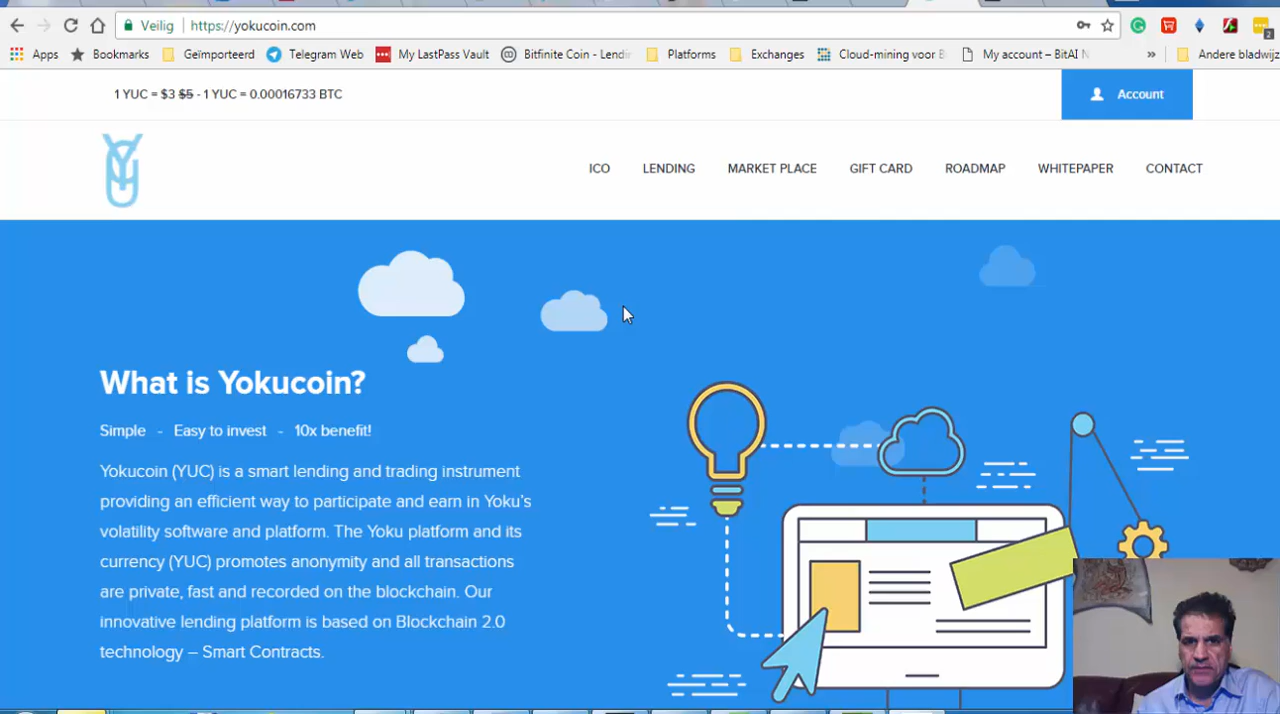 Veilig https://yokucoin.com
Apps Bookmarks Geïmporteerd Telegram Web My LastPass Vault Bitfinite Coin - Lendi Platforms Exchanges Cloud-mining voor B My account – BitAI N » Andere bladwijz
2
1 YUC = $3 $5 - 1 YUC = 0.00016733 BTC
Account
YU
ICO LENDING MARKET PLACE GIFT CARD ROADMAP WHITEPAPER CONTACT
What is Yokucoin?
Simple - Easy to invest - 10x benefit!
Yokucoin (YUC) is a smart lending and trading instrument
providing an efficient way to participate and earn in Yoku's
volatility software and platform. The Yoku platform and its
currency (YUC) promotes anonymity and all transactions
are private, fast and recorded on the blockchain. Our
innovative lending platform is based on Blockchain 2.0
technology – Smart Contracts.